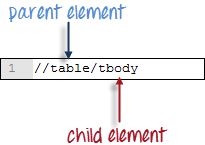 parent element
1 //table/tbody
child element